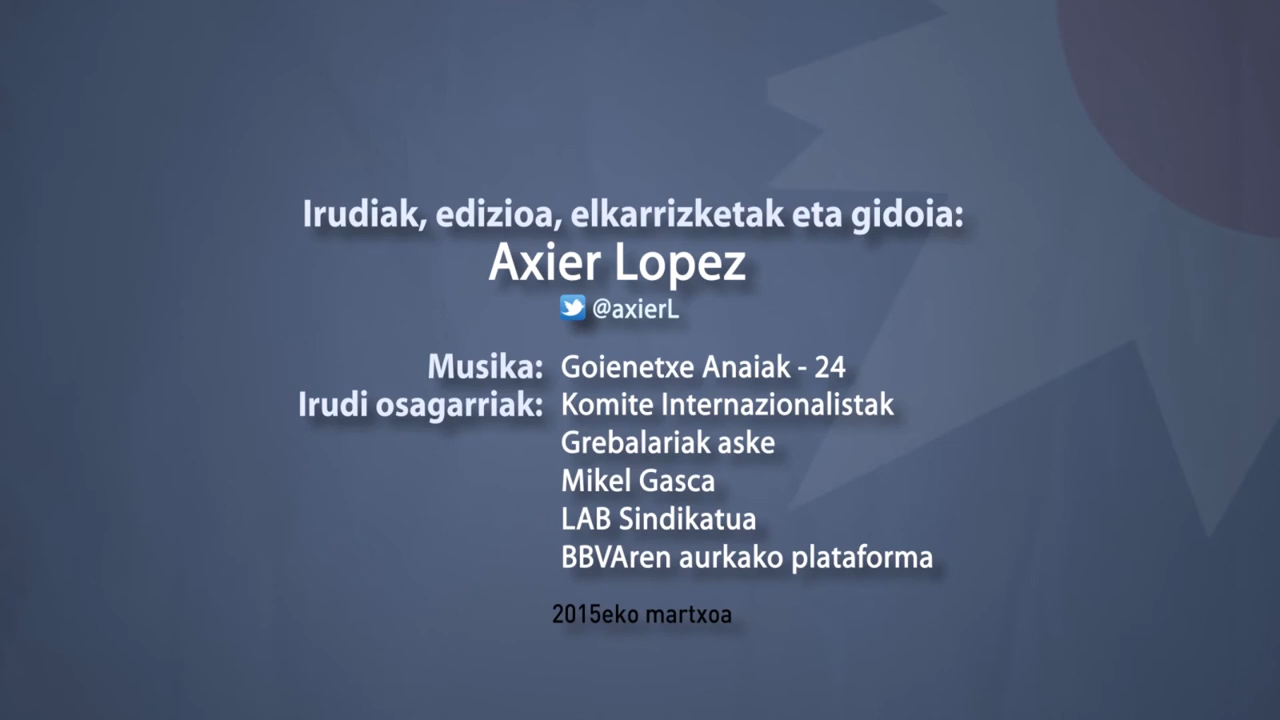 Irudiak, edizioa, elkarrizketak eta gidoia:
Axier Lopez
@axierL
Musika: Goienetxe Anaiak - 24
Irudi osagarriak: Komite Internazionalistak
Grebalariak aske
Mikel Gasca
LAB Sindikatua
BBVAren aurkako plataforma
2015eko martxoa